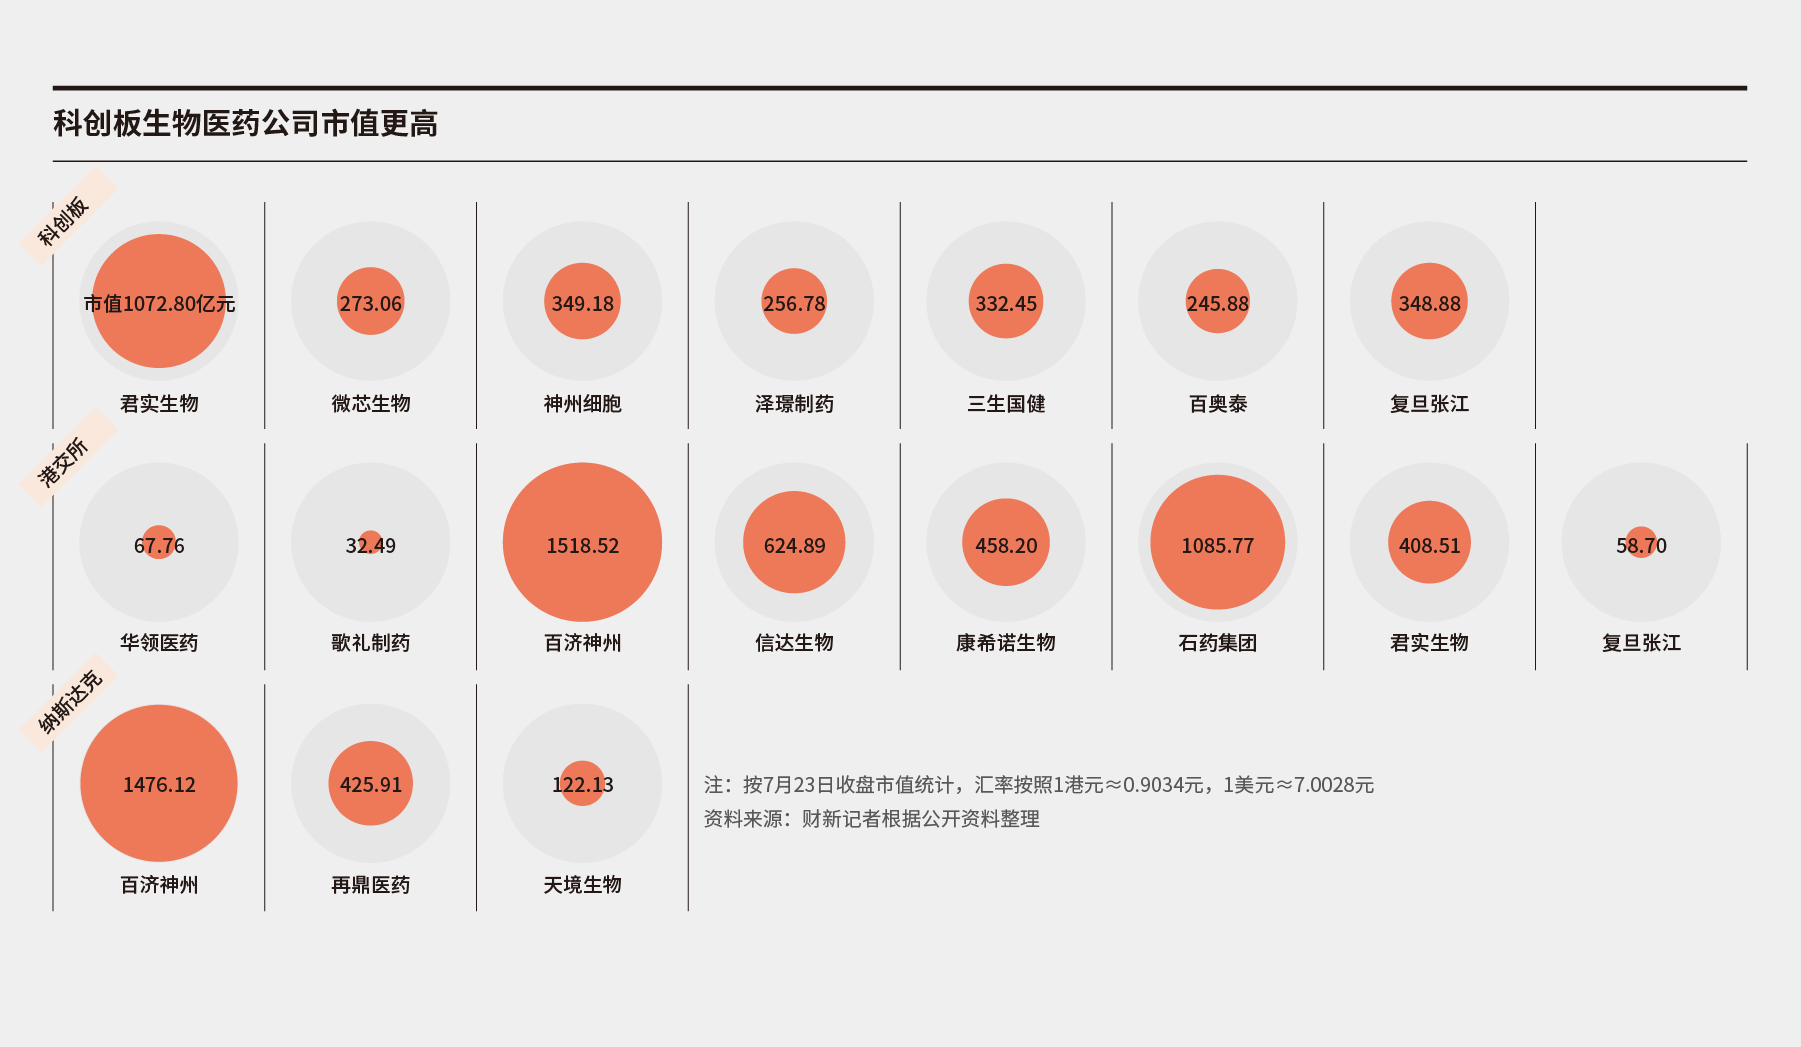 科创板生物医药公司市值更高
科创板
市值1072.80亿元
273.06
349.18
256.78
332.45
245.88
348.88
君实生物
微芯生物
神州细胞
泽璟制药
三生国健
百奥泰
复旦张江
港交所
67.76
32.49
1518.52
624.89
458.20
1085.77
408.51
58.70
华领医药
歌礼制药
百济神州
信达生物
康希诺生物
石药集团
君实生物
复旦张江
纳斯达克
1476.12
425.91
122.13
百济神州
再鼎医药
天境生物
注：按7月23日收盘市值统计，汇率按照1港元≈0.9034元，1美元≈7.0028元
资料来源：财新记者根据公开资料整理